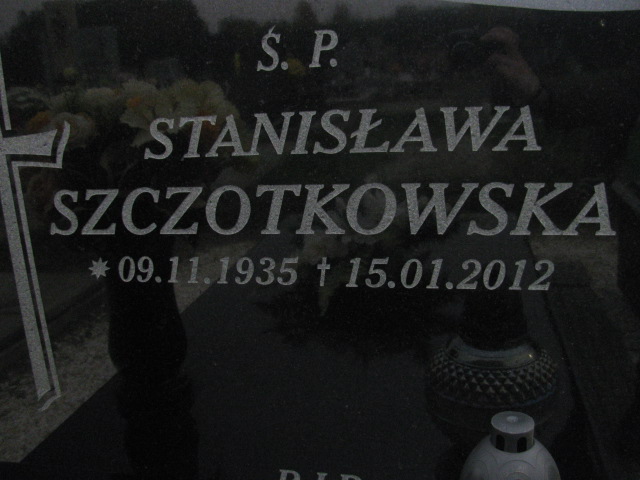 Ś. P.
STANISŁAWA
SZCZOTKOWSKA
* 09.11.1935 † 15.01.2012